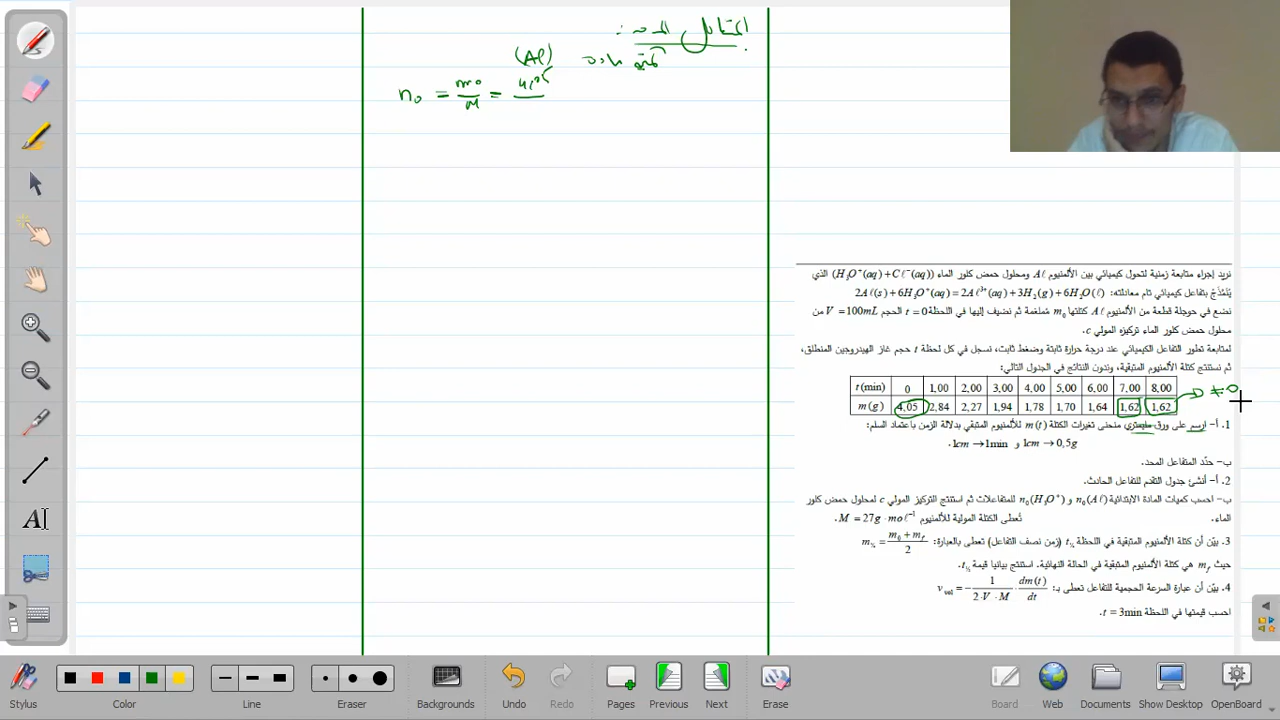 المتفاعل المحد :
كمية مادة (Al)
n₀ = m₀/M = 4,05
نريد إجراء متابعة زمنية لتحول كيميائي بين الألمنيوم Aℓ ومحلول حمض كلور الماء (H₃O⁺(aq)+Cℓ⁻(aq)) الذي
يُنمذَج بتفاعل كيميائي تام معادلته: 2Aℓ(s)+6H₃O⁺(aq)=2Aℓ³⁺(aq)+3H₂(g)+6H₂O(ℓ)
نضع في حوجلة قطعة من الألمنيوم Aℓ كتلتها m₀ مُملغمة ثم نضيف إليها في اللحظة t=0 الحجم V=100mL من
محلول حمض كلور الماء تركيزه المولي c.
لمتابعة تطور التفاعل الكيميائي عند درجة حرارة ثابتة وضغط ثابت، نسجل في كل لحظة t حجم غاز الهيدروجين المنطلق،
ثم نستنتج كتلة الألمنيوم المتبقية، وندون النتائج في الجدول التالي:
t(min) 0 1,00 2,00 3,00 4,00 5,00 6,00 7,00 8,00
m(g) 4,05 2,84 2,27 1,94 1,78 1,70 1,64 1,62 1,62 → ≠ 0
1. أ- ارسم على ورق مليمتري منحنى تغيرات الكتلة m(t) للألمنيوم المتبقي بدلالة الزمن باعتماد السلم:
1cm→1min و 1cm→0,5g.
ب- حدّد المتفاعل المحد.
2. أ- أنشئ جدول التقدم للتفاعل الحادث.
ب- احسب كميات المادة الابتدائية n₀(Aℓ) و n₀(H₃O⁺) للمتفاعلات ثم استنتج التركيز المولي c لمحلول حمض كلور
الماء. تُعطى الكتلة المولية للألمنيوم M=27g·moℓ⁻¹.
3. بيّن أن كتلة الألمنيوم المتبقية في اللحظة t½ (زمن نصف التفاعل) تعطى بالعبارة: m½ = (m₀+m_f)/2
حيث m_f هي كتلة الألمنيوم المتبقية في الحالة النهائية. استنتج بيانيا قيمة t½.
4. بيّن أن عبارة السرعة الحجمية للتفاعل تعطى بـ: v_vol = −1/(2·V·M) · dm(t)/dt
احسب قيمتها في اللحظة t=3min.
Stylus
Color
Line
Eraser
Backgrounds
Undo
Redo
Pages
Previous
Next
Erase
Board
Web
Documents
Show Desktop
OpenBoard